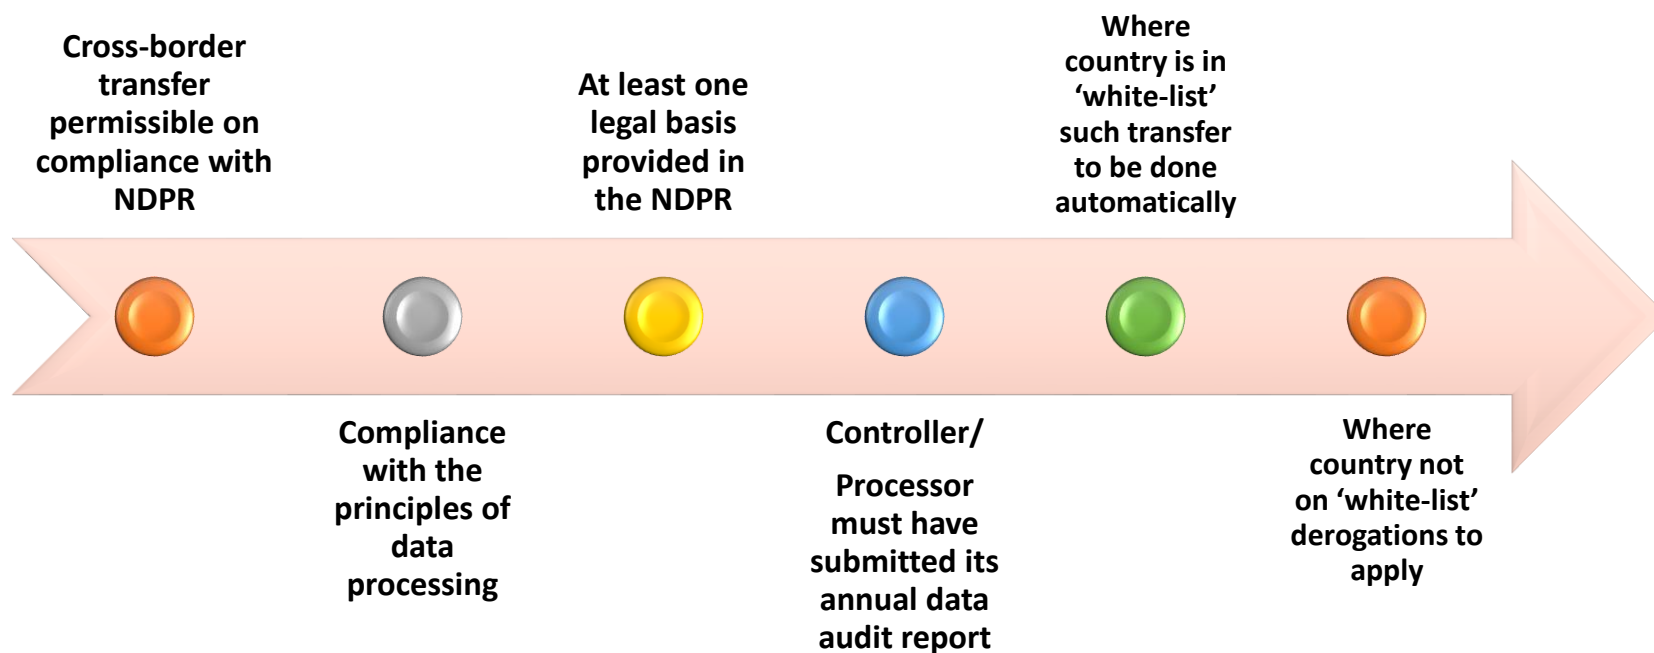 Cross-border
transfer
permissible on
compliance with
NDPR
Compliance
with the
principles of
data
processing
At least one
legal basis
provided in
the NDPR
Controller/
Processor
must have
submitted its
annual data
audit report
Where
country is in
‘white-list’
such transfer
to be done
automatically
Where
country not
on ‘white-list’
derogations to
apply